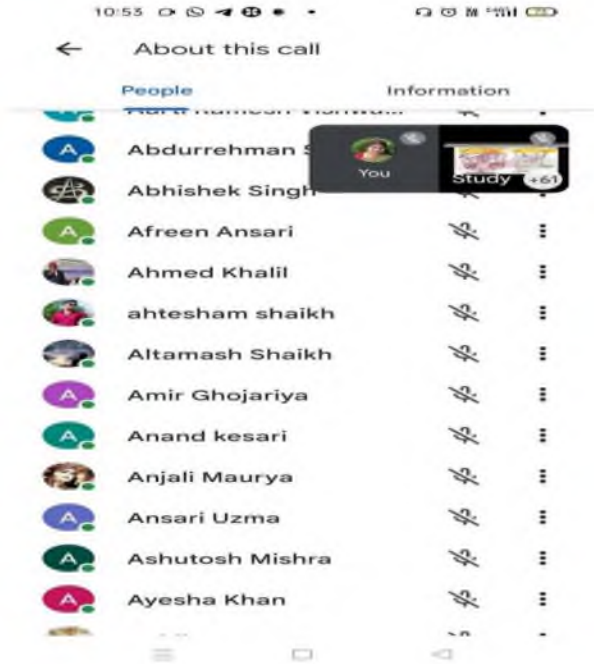 10:53
About this call
People Information
Abdurrehman S
You
Study +61
Abhishek Singh
A Afreen Ansari
Ahmed Khalil
ahtesham shaikh
Altamash Shaikh
A Amir Ghojariya
A Anand kesari
Anjali Maurya
A Ansari Uzma
A Ashutosh Mishra
A Ayesha Khan